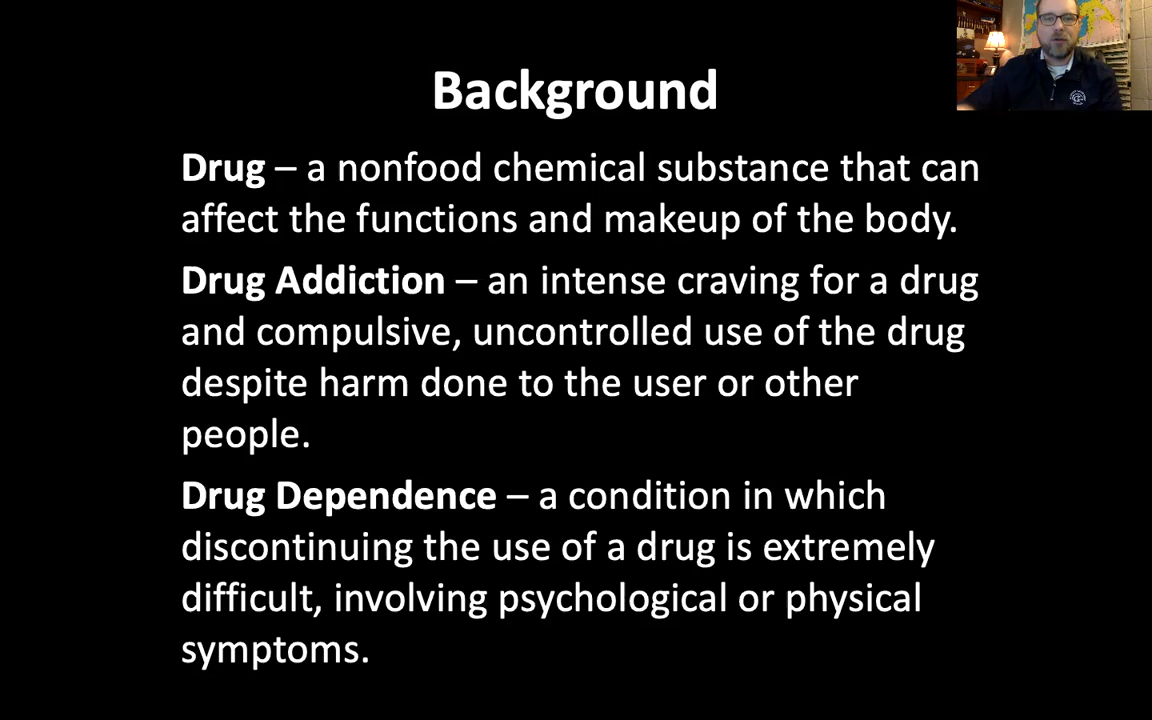 Background
Drug – a nonfood chemical substance that can
affect the functions and makeup of the body.
Drug Addiction – an intense craving for a drug
and compulsive, uncontrolled use of the drug
despite harm done to the user or other
people.
Drug Dependence – a condition in which
discontinuing the use of a drug is extremely
difficult, involving psychological or physical
symptoms.